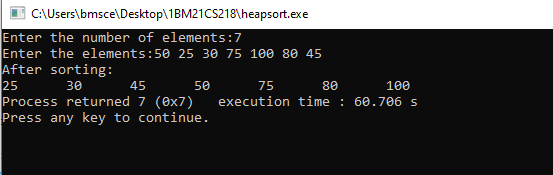 C:\Users\bmsce\Desktop\1BM21CS218\heapsort.exe
Enter the number of elements:7
Enter the elements:50 25 30 75 100 80 45
After sorting:
25      30      45      50      75      80      100
Process returned 7 (0x7)   execution time : 60.706 s
Press any key to continue.